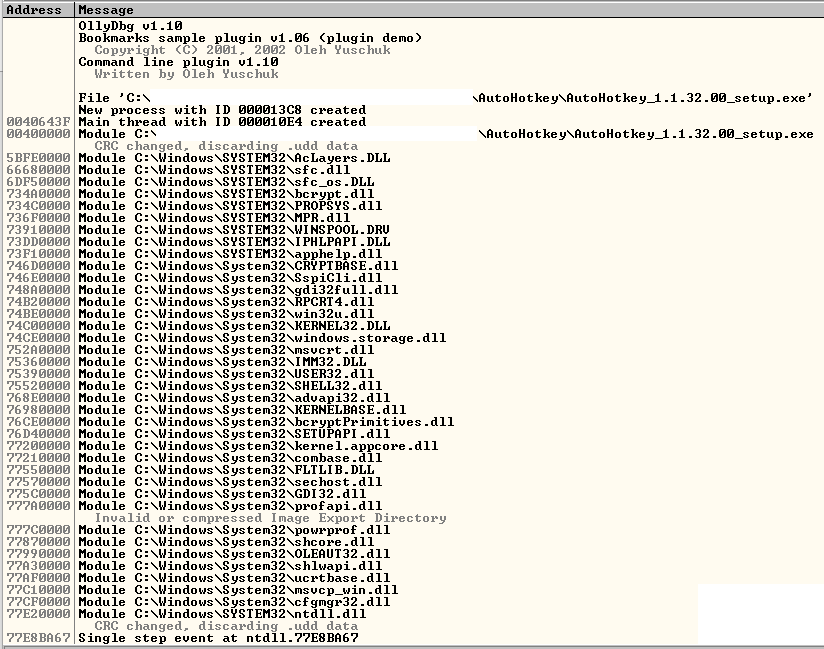 Address Message
OllyDbg v1.10
Bookmarks sample plugin v1.06 (plugin demo)
Copyright (C) 2001, 2002 Oleh Yuschuk
Command line plugin v1.10
Written by Oleh Yuschuk
File 'C:\ \AutoHotkey\AutoHotkey_1.1.32.00_setup.exe'
New process with ID 000013C8 created
0040643F Main thread with ID 000010E4 created
00400000 Module C:\ \AutoHotkey\AutoHotkey_1.1.32.00_setup.exe
CRC changed, discarding .udd data
5BFE0000 Module C:\Windows\SYSTEM32\AcLayers.DLL
66680000 Module C:\Windows\SYSTEM32\sfc.dll
6DF50000 Module C:\Windows\SYSTEM32\sfc_os.DLL
734A0000 Module C:\Windows\SYSTEM32\bcrypt.dll
734C0000 Module C:\Windows\SYSTEM32\PROPSYS.dll
736F0000 Module C:\Windows\SYSTEM32\MPR.dll
73910000 Module C:\Windows\SYSTEM32\WINSPOOL.DRV
73DD0000 Module C:\Windows\SYSTEM32\IPHLPAPI.DLL
73F10000 Module C:\Windows\SYSTEM32\apphelp.dll
746D0000 Module C:\Windows\System32\CRYPTBASE.dll
746E0000 Module C:\Windows\System32\SspiCli.dll
748A0000 Module C:\Windows\System32\gdi32full.dll
74B20000 Module C:\Windows\System32\RPCRT4.dll
74BE0000 Module C:\Windows\System32\win32u.dll
74C00000 Module C:\Windows\System32\KERNEL32.DLL
74CE0000 Module C:\Windows\System32\windows.storage.dll
752A0000 Module C:\Windows\System32\msvcrt.dll
75360000 Module C:\Windows\System32\IMM32.DLL
75390000 Module C:\Windows\System32\USER32.dll
75520000 Module C:\Windows\System32\SHELL32.dll
768E0000 Module C:\Windows\System32\advapi32.dll
76980000 Module C:\Windows\System32\KERNELBASE.dll
76CE0000 Module C:\Windows\System32\bcryptPrimitives.dll
76D40000 Module C:\Windows\System32\SETUPAPI.dll
77200000 Module C:\Windows\System32\kernel.appcore.dll
77210000 Module C:\Windows\System32\combase.dll
77550000 Module C:\Windows\System32\FLTLIB.DLL
77570000 Module C:\Windows\System32\sechost.dll
775C0000 Module C:\Windows\System32\GDI32.dll
777A0000 Module C:\Windows\System32\profapi.dll
Invalid or compressed Image Export Directory
777C0000 Module C:\Windows\System32\powrprof.dll
77870000 Module C:\Windows\System32\shcore.dll
77990000 Module C:\Windows\System32\OLEAUT32.dll
77A30000 Module C:\Windows\System32\shlwapi.dll
77AF0000 Module C:\Windows\System32\ucrtbase.dll
77C10000 Module C:\Windows\System32\msvcp_win.dll
77CF0000 Module C:\Windows\System32\cfgmgr32.dll
77E20000 Module C:\Windows\SYSTEM32\ntdll.dll
CRC changed, discarding .udd data
77E8BA67 Single step event at ntdll.77E8BA67